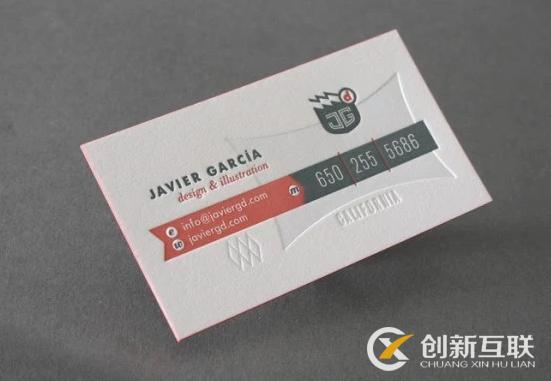 d
JG
JAVIER GARCÍA
design & illustration
m 650 255 5686
e info@javiergd.com
w javiergd.com
CALIFORNIA
创新互联
CHUANG XIN HU LIAN